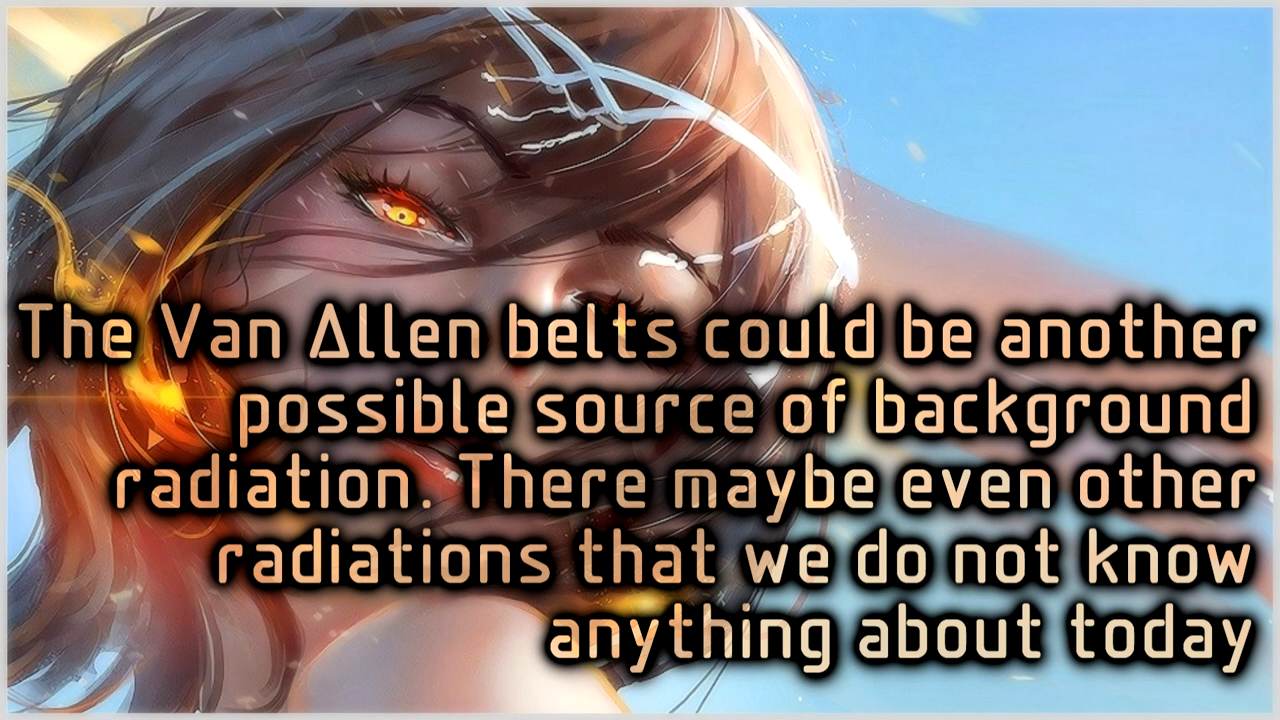 The Van Allen belts could be another
possible source of background
radiation. There maybe even other
radiations that we do not know
anything about today